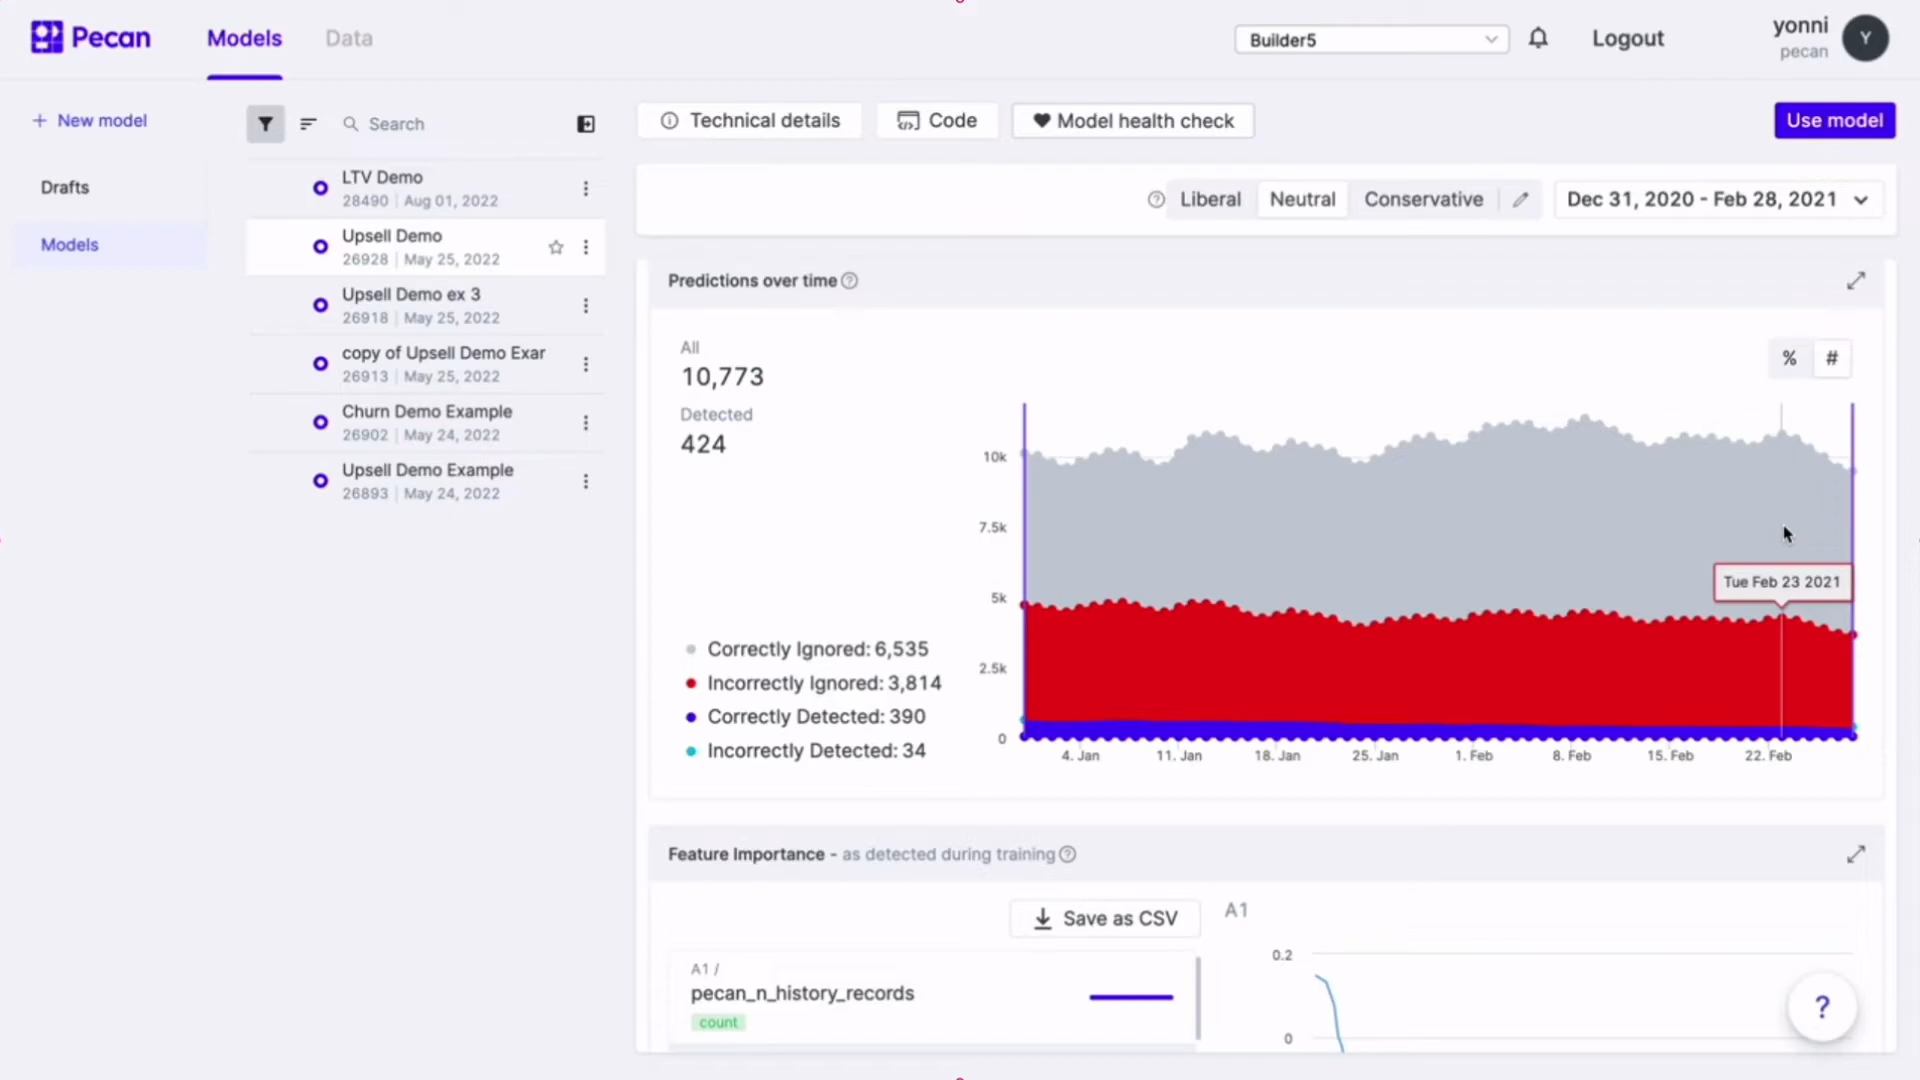 Pecan
Models
Data
Builder5
Logout
yonni
pecan
Y
+ New model
Drafts
Models
Search
LTV Demo
28490 | Aug 01, 2022
Upsell Demo
26928 | May 25, 2022
Upsell Demo ex 3
26918 | May 25, 2022
copy of Upsell Demo Exar
26913 | May 25, 2022
Churn Demo Example
26902 | May 24, 2022
Upsell Demo Example
26893 | May 24, 2022
Technical details
Code
Model health check
Use model
Liberal
Neutral
Conservative
Dec 31, 2020 - Feb 28, 2021
Predictions over time
All
10,773
Detected
424
% #
Correctly Ignored: 6,535
Incorrectly Ignored: 3,814
Correctly Detected: 390
Incorrectly Detected: 34
10k
7.5k
5k
2.5k
0
Tue Feb 23 2021
4. Jan
11. Jan
18. Jan
25. Jan
1. Feb
8. Feb
15. Feb
22. Feb
Feature Importance - as detected during training
Save as CSV
A1 /
pecan_n_history_records
count
A1
0.2
0
?